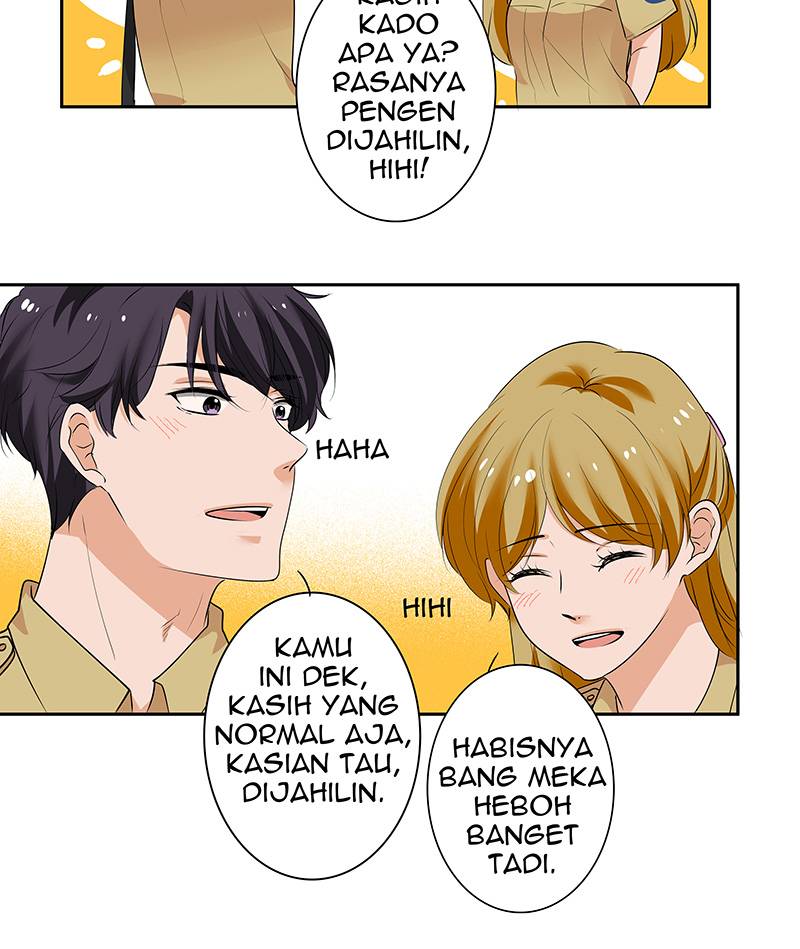 KASIH
KADO
APA YA?
RASANYA
PENGEN
DIJAHILIN,
HIHI!
HAHA
HIHI
KAMU
INI DEK,
KASIH YANG
NORMAL AJA,
KASIAN TAU,
DIJAHILIN.
HABISNYA
BANG MEKA
HEBOH
BANGET
TADI.